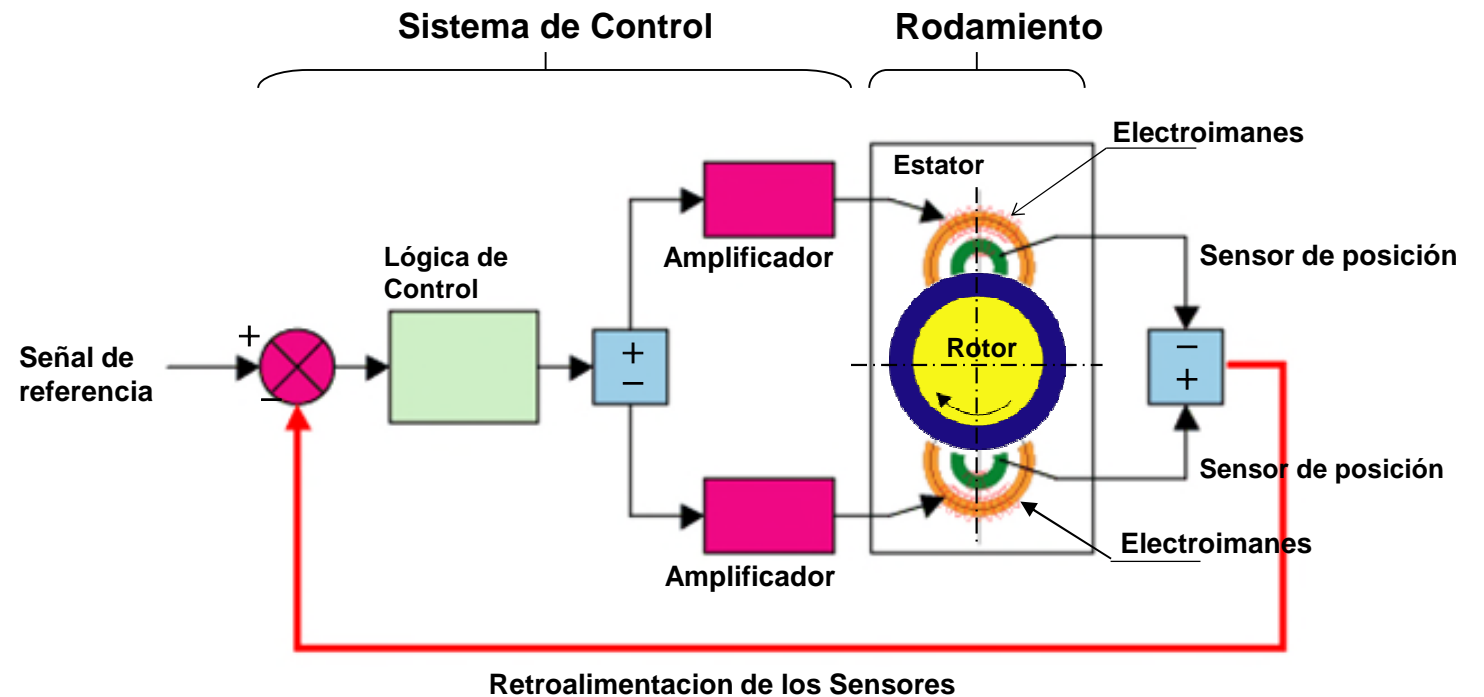 Sistema de Control
Rodamiento
Electroimanes
Estator
Amplificador
Sensor de posición
Lógica de
Control
+
Señal de
referencia
−
+
−
Rotor
−
+
Sensor de posición
Amplificador
Electroimanes
Retroalimentacion de los Sensores